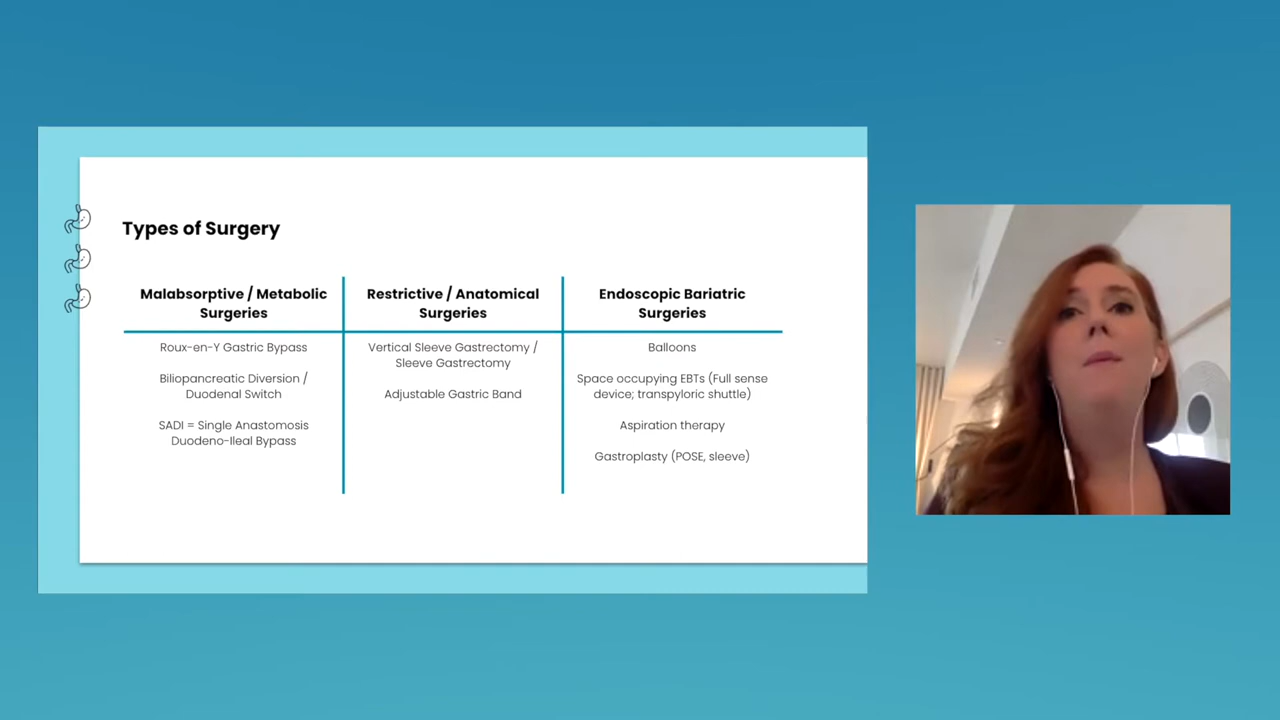 Types of Surgery
Malabsorptive / Metabolic
Surgeries
Roux-en-Y Gastric Bypass
Biliopancreatic Diversion /
Duodenal Switch
SADI = Single Anastomosis
Duodeno-Ileal Bypass
Restrictive / Anatomical
Surgeries
Vertical Sleeve Gastrectomy /
Sleeve Gastrectomy
Adjustable Gastric Band
Endoscopic Bariatric
Surgeries
Balloons
Space occupying EBTs (Full sense
device; transpyloric shuttle)
Aspiration therapy
Gastroplasty (POSE, sleeve)